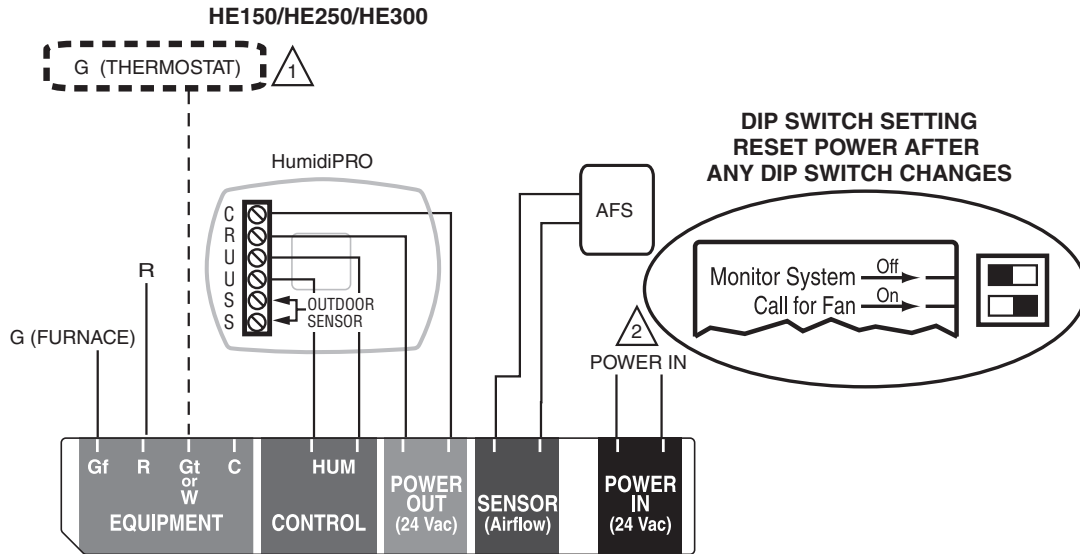 HE150/HE250/HE300
G (THERMOSTAT)
1
HumidiPRO
C
R
U
U
S
S
OUTDOOR
SENSOR
AFS
DIP SWITCH SETTING
RESET POWER AFTER
ANY DIP SWITCH CHANGES
Monitor System Off
Call for Fan On
R
G (FURNACE)
2
POWER IN
Gf R Gt or W C
EQUIPMENT
HUM
CONTROL
POWER
OUT
(24 Vac)
SENSOR
(Airflow)
POWER
IN
(24 Vac)